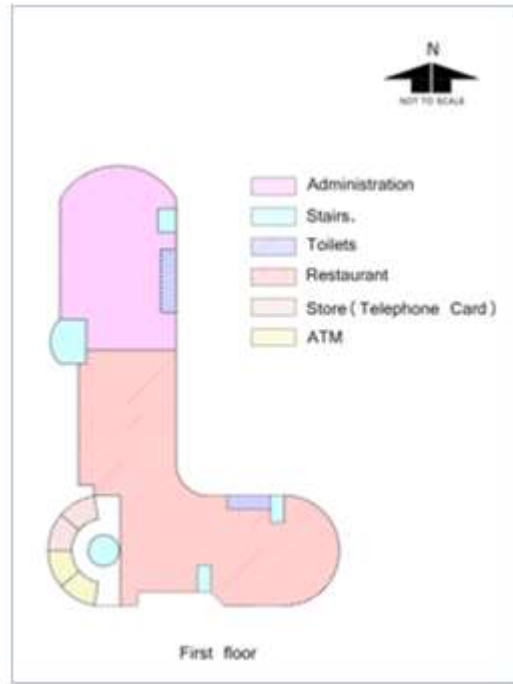 N
NOT TO SCALE
Administration
Stairs.
Toilets
Restaurant
Store (Telephone Card)
ATM
First floor